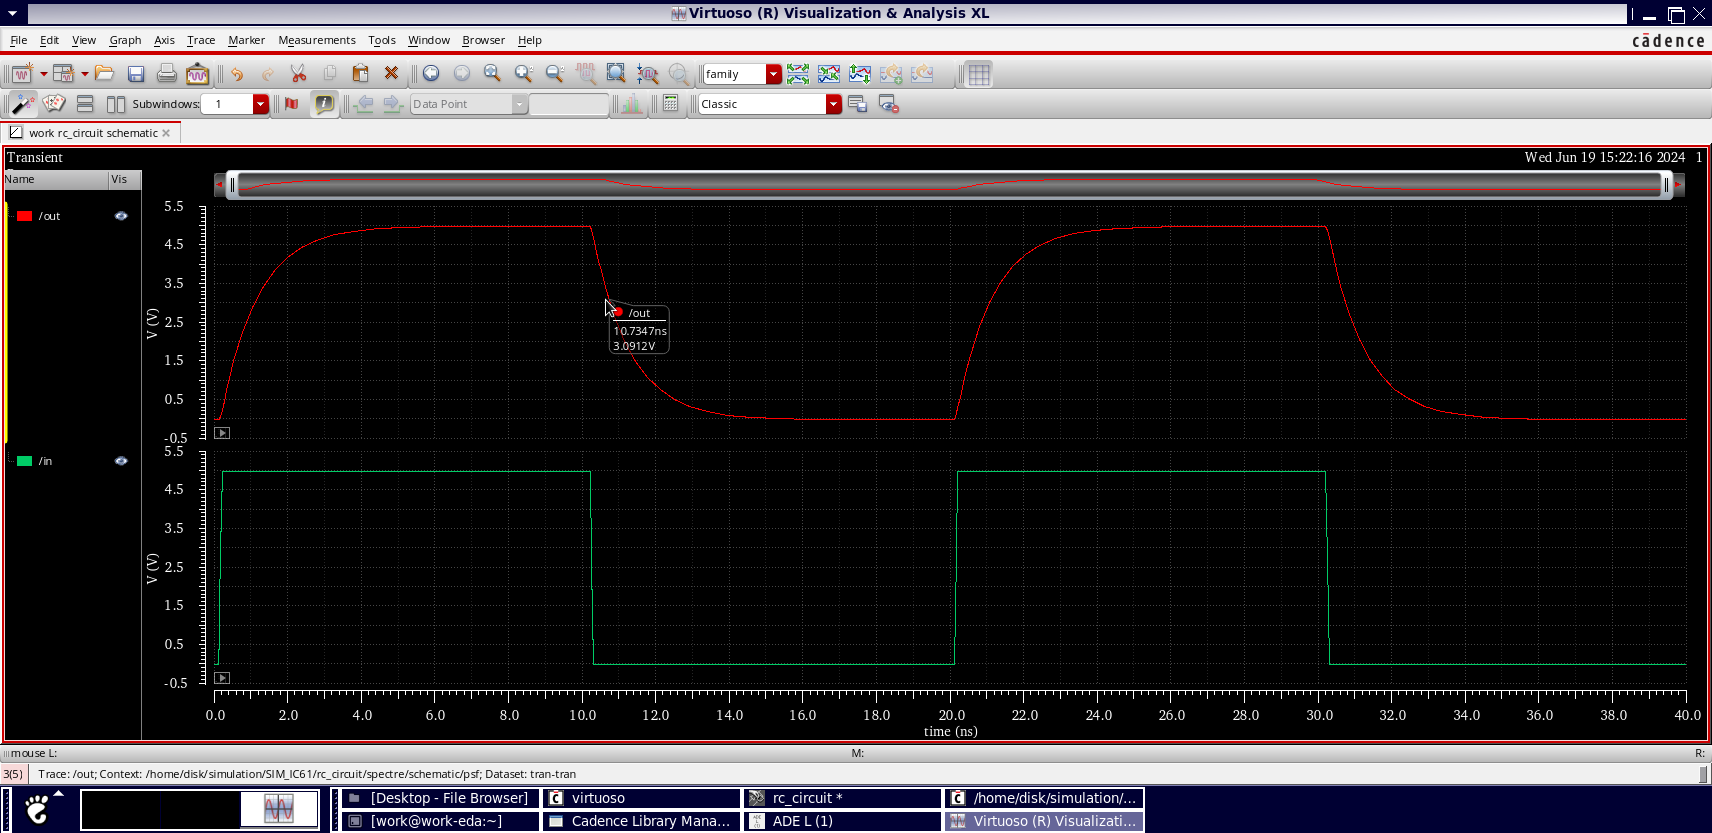 Virtuoso (R) Visualization & Analysis XL
File Edit View Graph Axis Trace Marker Measurements Tools Window Browser Help
cādence
family
Subwindows: 1
Data Point
Classic
work rc_circuit schematic
Transient
Wed Jun 19 15:22:16 2024 1
Name Vis
/out
5.5
4.5
3.5
2.5
1.5
0.5
-0.5
V (V)
/out
10.7347ns
3.0912V
/in
5.5
4.5
3.5
2.5
1.5
0.5
-0.5
V (V)
0.0 2.0 4.0 6.0 8.0 10.0 12.0 14.0 16.0 18.0 20.0 22.0 24.0 26.0 28.0 30.0 32.0 34.0 36.0 38.0 40.0
time (ns)
mouse L: M: R:
3(5) Trace: /out; Context: /home/disk/simulation/SIM_IC61/rc_circuit/spectre/schematic/psf; Dataset: tran-tran
[Desktop - File Browser] virtuoso rc_circuit * /home/disk/simulation/...
[work@work-eda:~] Cadence Library Mana... ADE L (1) Virtuoso (R) Visualizati...